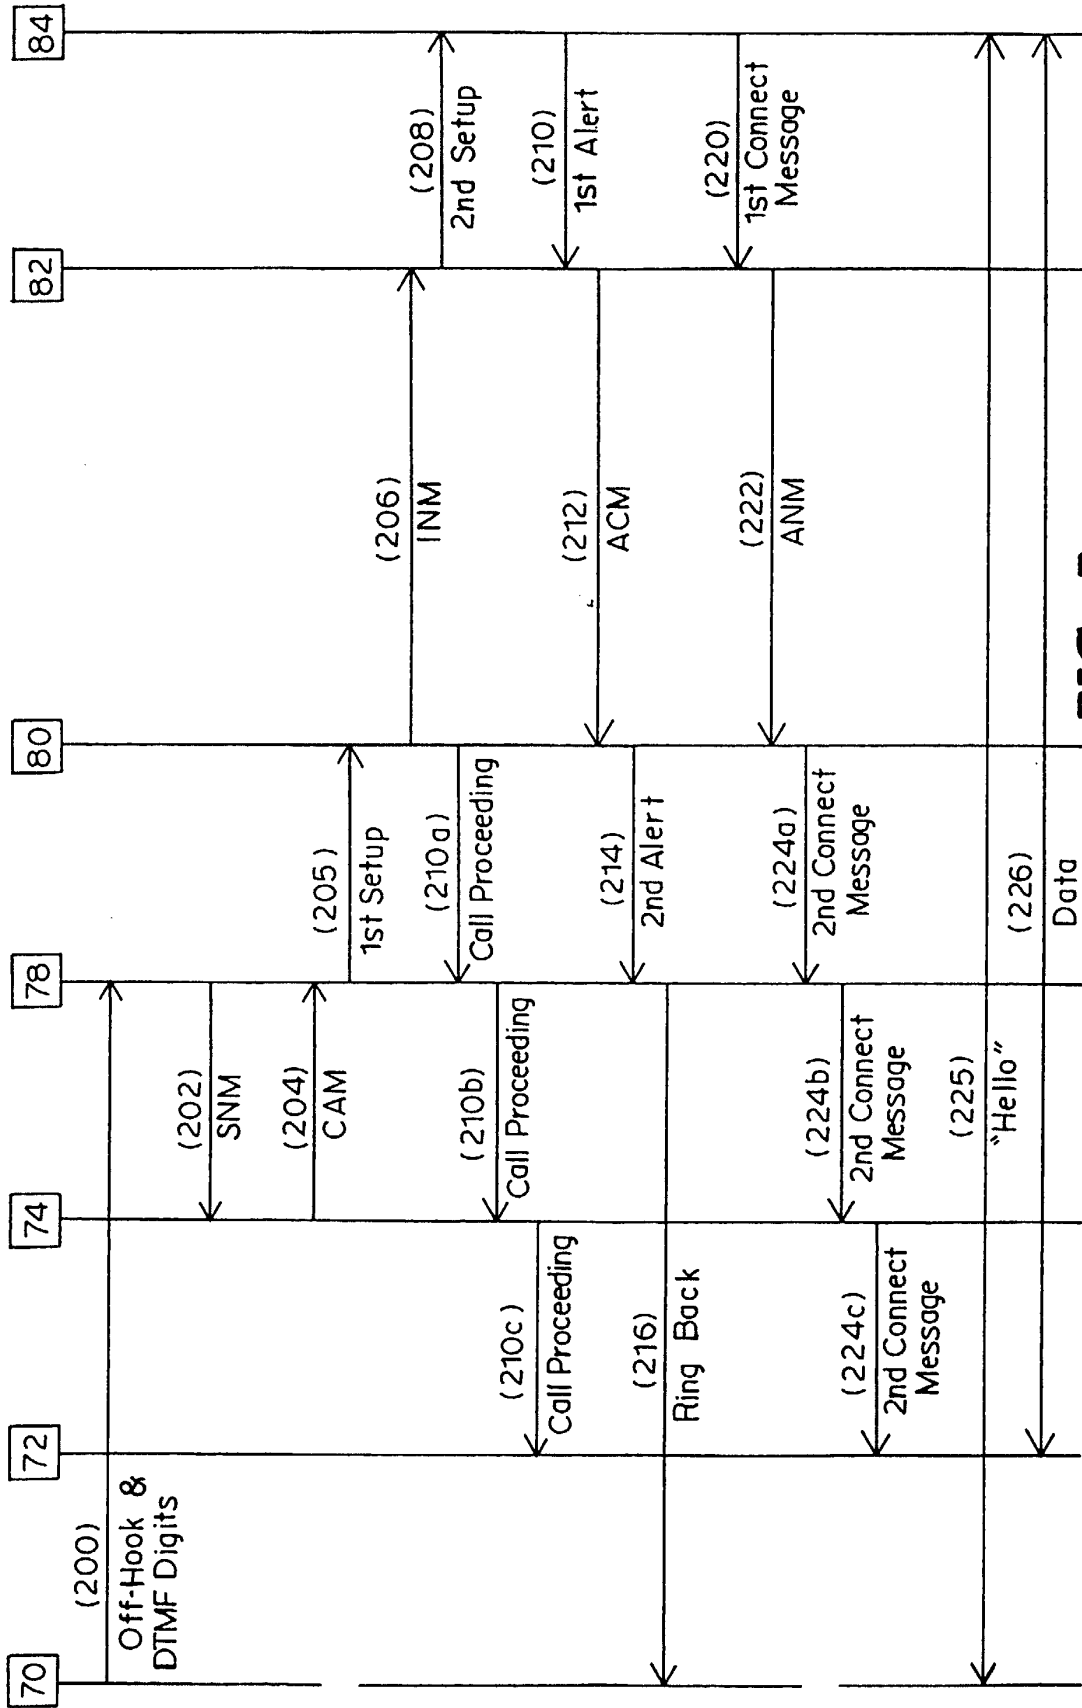 70
72
74
78
80
82
84
(200)
Off-Hook &
DTMF Digits
(202)
SNM
(204)
CAM
(205)
1st Setup
(206)
INM
(208)
2nd Setup
(210a)
Call Proceeding
(210b)
Call Proceeding
(210c)
Call Proceeding
(210)
1st Alert
(212)
ACM
(214)
2nd Alert
(216)
Ring Back
(220)
1st Connect
Message
(222)
ANM
(224a)
2nd Connect
Message
(224b)
2nd Connect
Message
(224c)
2nd Connect
Message
(225)
"Hello"
(226)
Data